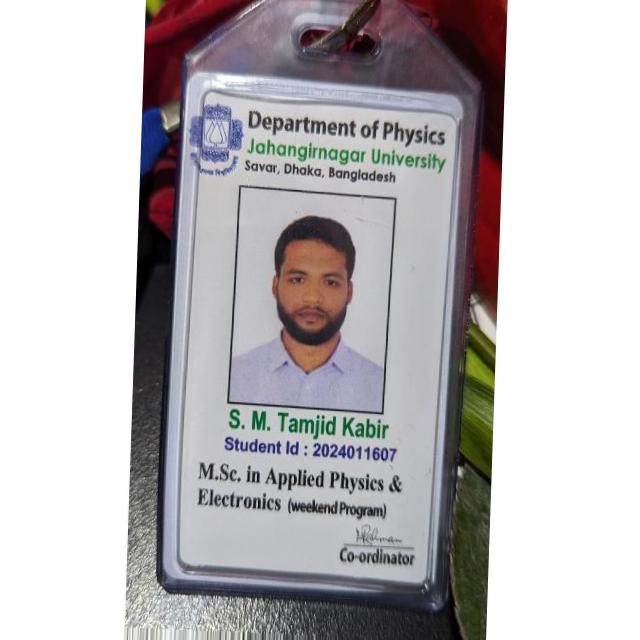 Department of Physics
Jahangirnagar University
Savar, Dhaka, Bangladesh
S. M. Tamjid Kabir
Student Id : 2024011607
M.Sc. in Applied Physics &
Electronics (weekend Program)
Co-ordinator